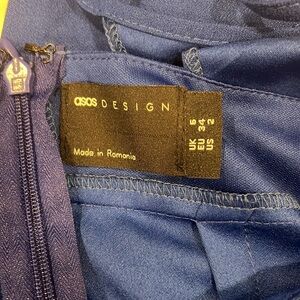 asos DESIGN
Made in Romania
UK 6
EU 34
US 2